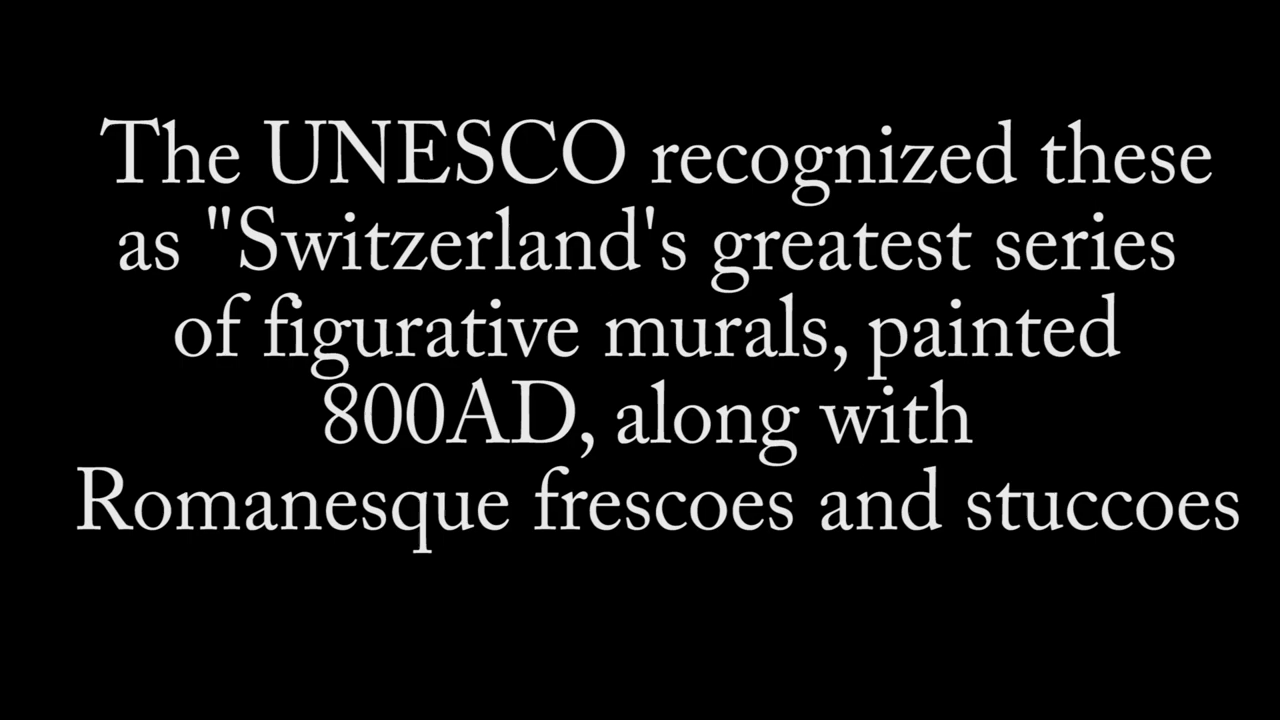 The UNESCO recognized these
as "Switzerland's greatest series
of figurative murals, painted
800AD, along with
Romanesque frescoes and stuccoes